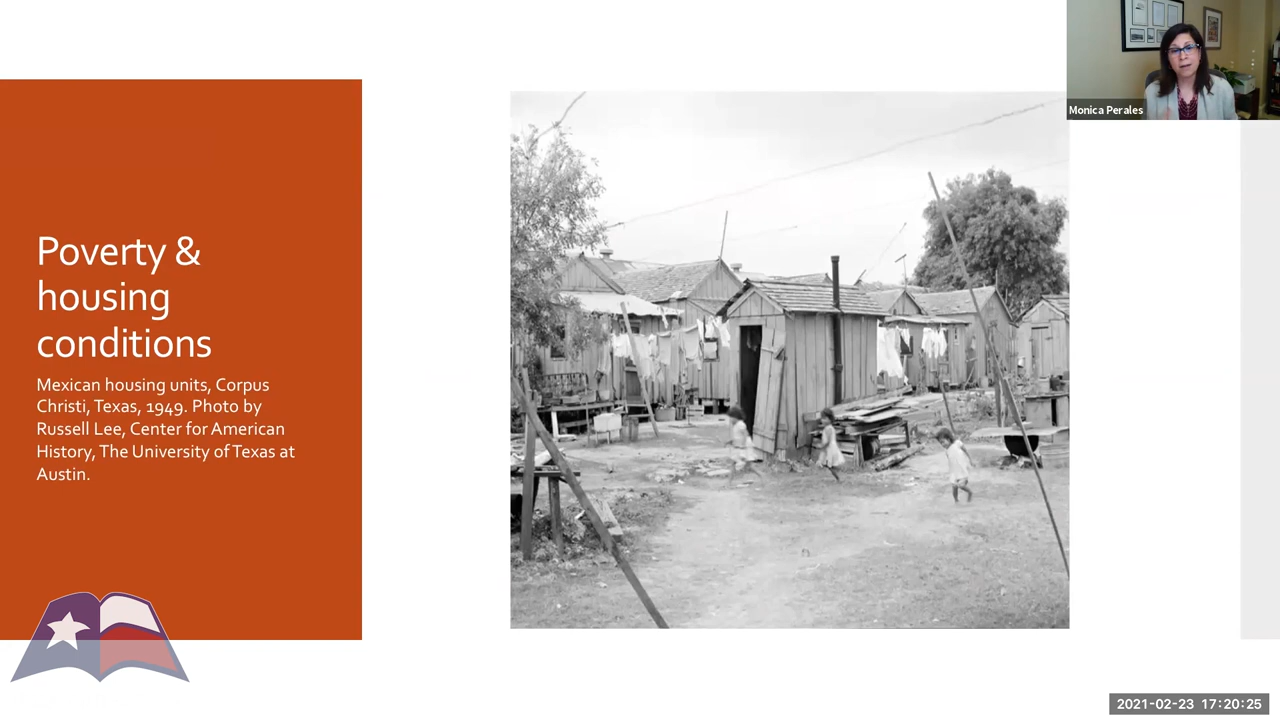 Monica Perales
Poverty &
housing
conditions
Mexican housing units, Corpus
Christi, Texas, 1949. Photo by
Russell Lee, Center for American
History, The University of Texas at
Austin.
2021-02-23 17:20:25